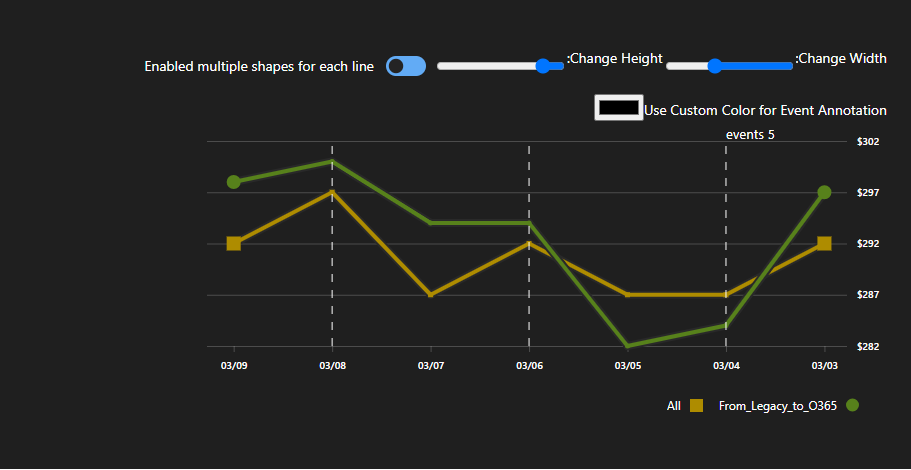 Enabled multiple shapes for each line :Change Height :Change Width
Use Custom Color for Event Annotation
events 5
$302
$297
$292
$287
$282
03/09 03/08 03/07 03/06 03/05 03/04 03/03
All From_Legacy_to_O365